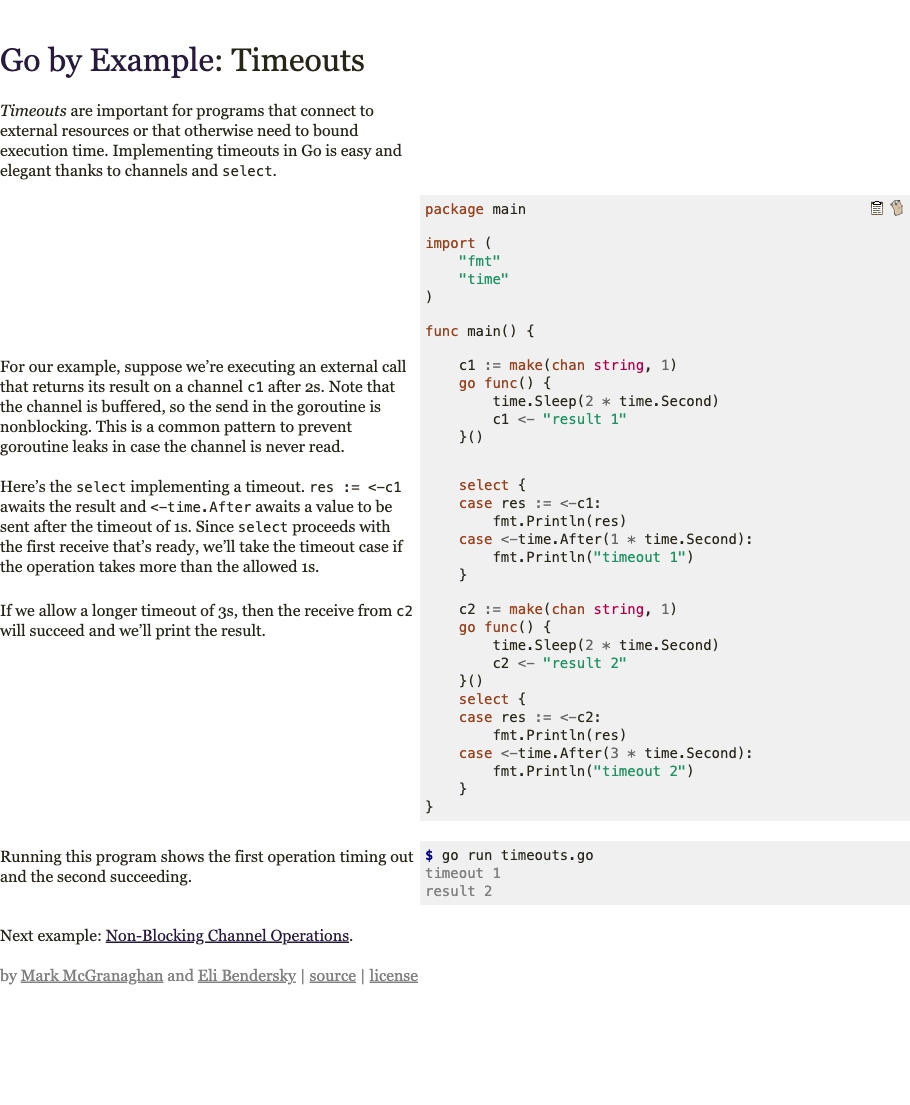 Go by Example: Timeouts
Timeouts are important for programs that connect to
external resources or that otherwise need to bound
execution time. Implementing timeouts in Go is easy and
elegant thanks to channels and select.
package main
import (
    "fmt"
    "time"
)
func main() {
For our example, suppose we’re executing an external call
that returns its result on a channel c1 after 2s. Note that
the channel is buffered, so the send in the goroutine is
nonblocking. This is a common pattern to prevent
goroutine leaks in case the channel is never read.
    c1 := make(chan string, 1)
    go func() {
        time.Sleep(2 * time.Second)
        c1 <- "result 1"
    }()
Here’s the select implementing a timeout. res := <-c1
awaits the result and <-time.After awaits a value to be
sent after the timeout of 1s. Since select proceeds with
the first receive that’s ready, we’ll take the timeout case if
the operation takes more than the allowed 1s.
    select {
    case res := <-c1:
        fmt.Println(res)
    case <-time.After(1 * time.Second):
        fmt.Println("timeout 1")
    }
If we allow a longer timeout of 3s, then the receive from c2
will succeed and we’ll print the result.
    c2 := make(chan string, 1)
    go func() {
        time.Sleep(2 * time.Second)
        c2 <- "result 2"
    }()
    select {
    case res := <-c2:
        fmt.Println(res)
    case <-time.After(3 * time.Second):
        fmt.Println("timeout 2")
    }
}
Running this program shows the first operation timing out
and the second succeeding.
$ go run timeouts.go
timeout 1
result 2
Next example: Non-Blocking Channel Operations.
by Mark McGranaghan and Eli Bendersky | source | license